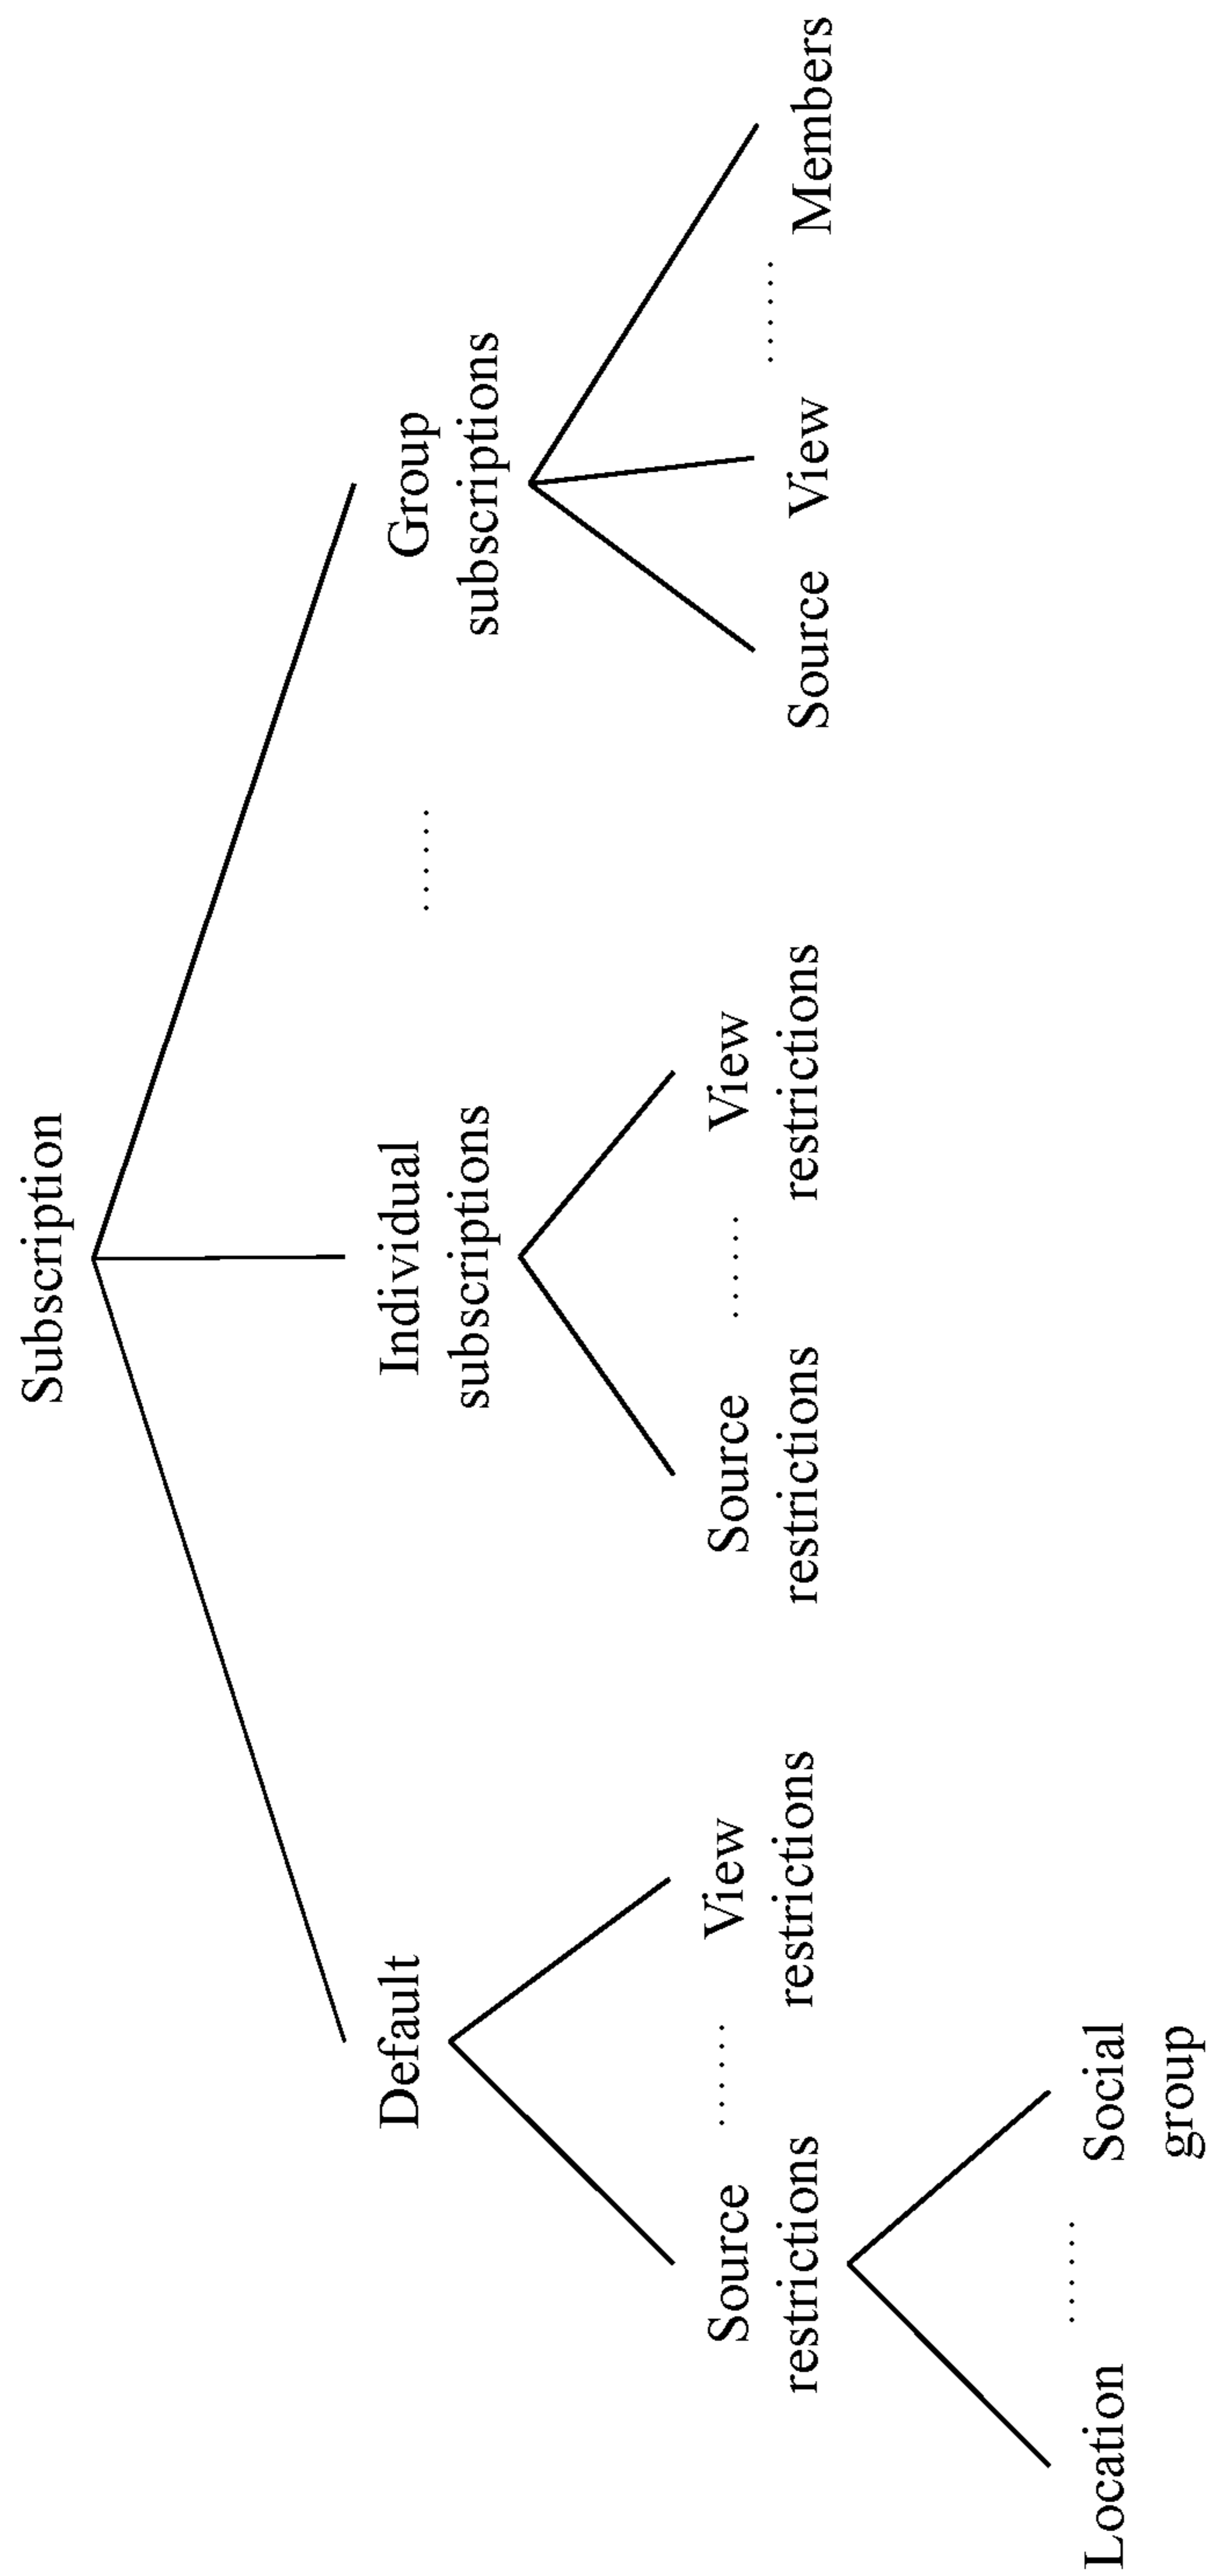 Subscription
Default
Individual
subscriptions
......
Group
subscriptions
Source
restrictions
......
View
restrictions
Source
restrictions
......
View
restrictions
Source
View
......
Members
Location
......
Social
group